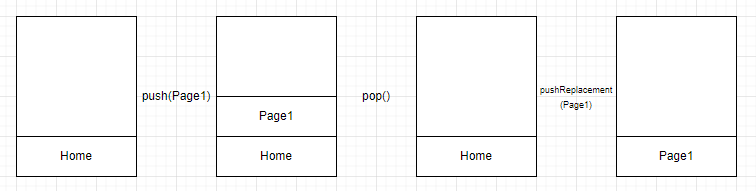 push(Page1)
pop()
pushReplacement
(Page1)
Page1
Home
Home
Home
Page1